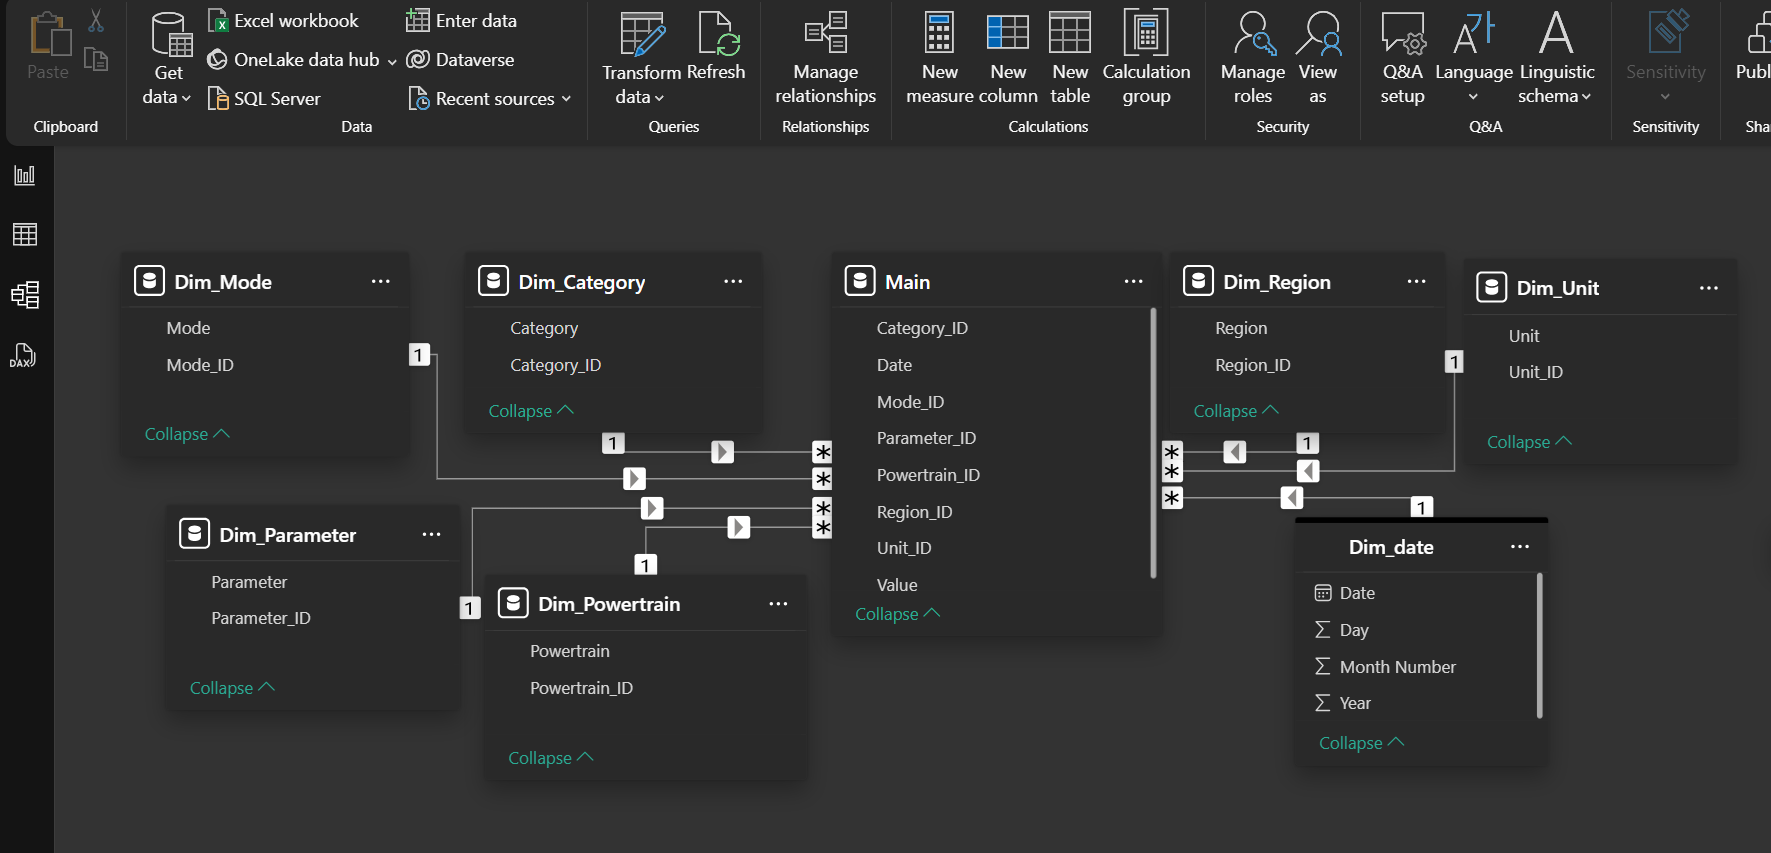 Paste
Clipboard
Get
data
Excel workbook
OneLake data hub
SQL Server
Enter data
Dataverse
Recent sources
Data
Transform
data
Refresh
Queries
Manage
relationships
Relationships
New
measure
New
column
New
table
Calculation
group
Calculations
Manage
roles
View
as
Security
Q&A
setup
Language
Linguistic
schema
Q&A
Sensitivity
Sensitivity
Publ
Sha
DAX
Dim_Mode
Mode
Mode_ID
Collapse
1
Dim_Category
Category
Category_ID
Collapse
1
Main
Category_ID
Date
Mode_ID
Parameter_ID
Powertrain_ID
Region_ID
Unit_ID
Value
Collapse
*
*
*
*
*
*
*
Dim_Region
Region
Region_ID
Collapse
1
Dim_Unit
Unit
Unit_ID
Collapse
1
Dim_Parameter
Parameter
Parameter_ID
Collapse
1
Dim_Powertrain
Powertrain
Powertrain_ID
Collapse
1
Dim_date
Date
Day
Month Number
Year
Collapse
1